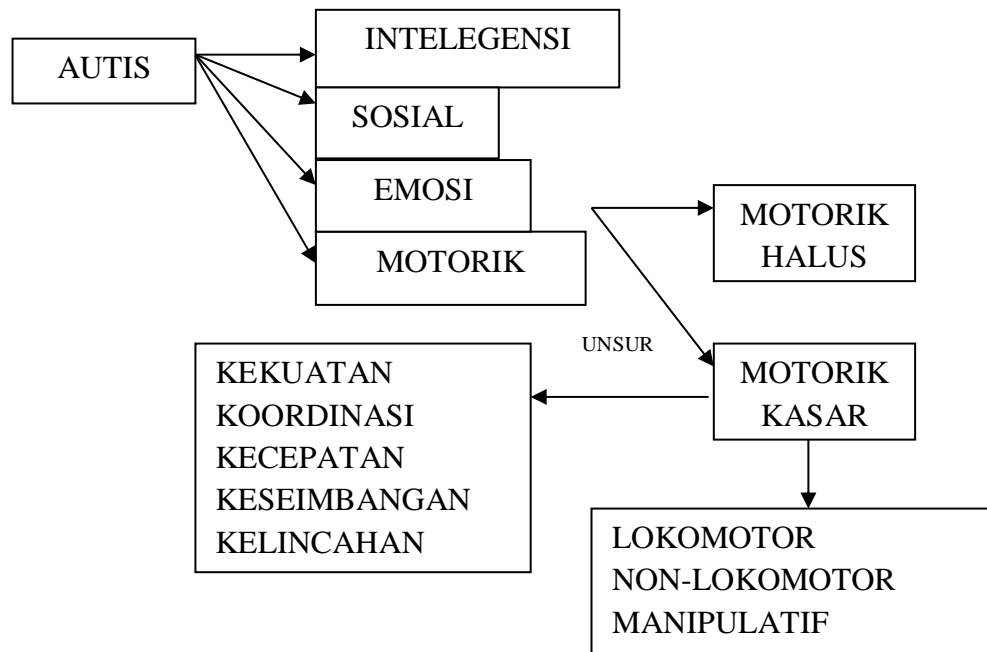 AUTIS
INTELEGENSI
SOSIAL
EMOSI
MOTORIK
MOTORIK
HALUS
UNSUR
MOTORIK
KASAR
KEKUATAN
KOORDINASI
KECEPATAN
KESEIMBANGAN
KELINCAHAN
LOKOMOTOR
NON-LOKOMOTOR
MANIPULATIF